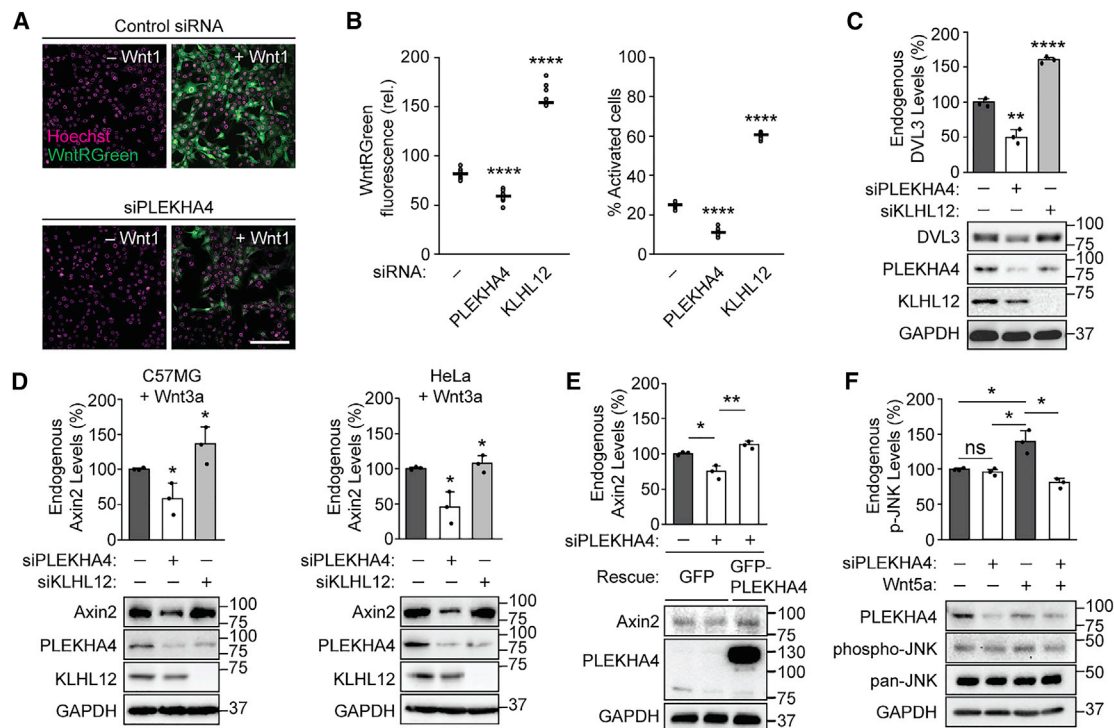 A
Control siRNA
– Wnt1
+ Wnt1
Hoechst
WntRGreen
siPLEKHA4
– Wnt1
+ Wnt1
B
WntRGreen
fluorescence (rel.)
200
150
100
50
0
****
****
siRNA:
–
PLEKHA4
KLHL12
% Activated cells
100
80
60
40
20
0
****
****
–
PLEKHA4
KLHL12
C
Endogenous
DVL3 Levels (%)
200
150
100
50
0
**
****
siPLEKHA4: – + –
siKLHL12: – – +
DVL3
100
75
PLEKHA4
100
75
KLHL12
75
GAPDH
37
D
C57MG
+ Wnt3a
Endogenous
Axin2 Levels (%)
200
150
100
50
0
*
*
siPLEKHA4: – + –
siKLHL12: – – +
Axin2
100
75
PLEKHA4
100
75
KLHL12
75
GAPDH
37
HeLa
+ Wnt3a
Endogenous
Axin2 Levels (%)
200
150
100
50
0
*
*
siPLEKHA4: – + –
siKLHL12: – – +
Axin2
100
75
PLEKHA4
100
75
KLHL12
75
GAPDH
37
E
Endogenous
Axin2 Levels (%)
200
150
100
50
0
*
**
siPLEKHA4: – + +
Rescue: GFP
GFP-
PLEKHA4
Axin2
100
75
PLEKHA4
130
100
75
GAPDH
37
F
Endogenous
p-JNK Levels (%)
200
150
100
50
0
ns
*
*
*
siPLEKHA4: – + – +
Wnt5a: – – + +
PLEKHA4
100
75
phospho-JNK
50
pan-JNK
50
GAPDH
37